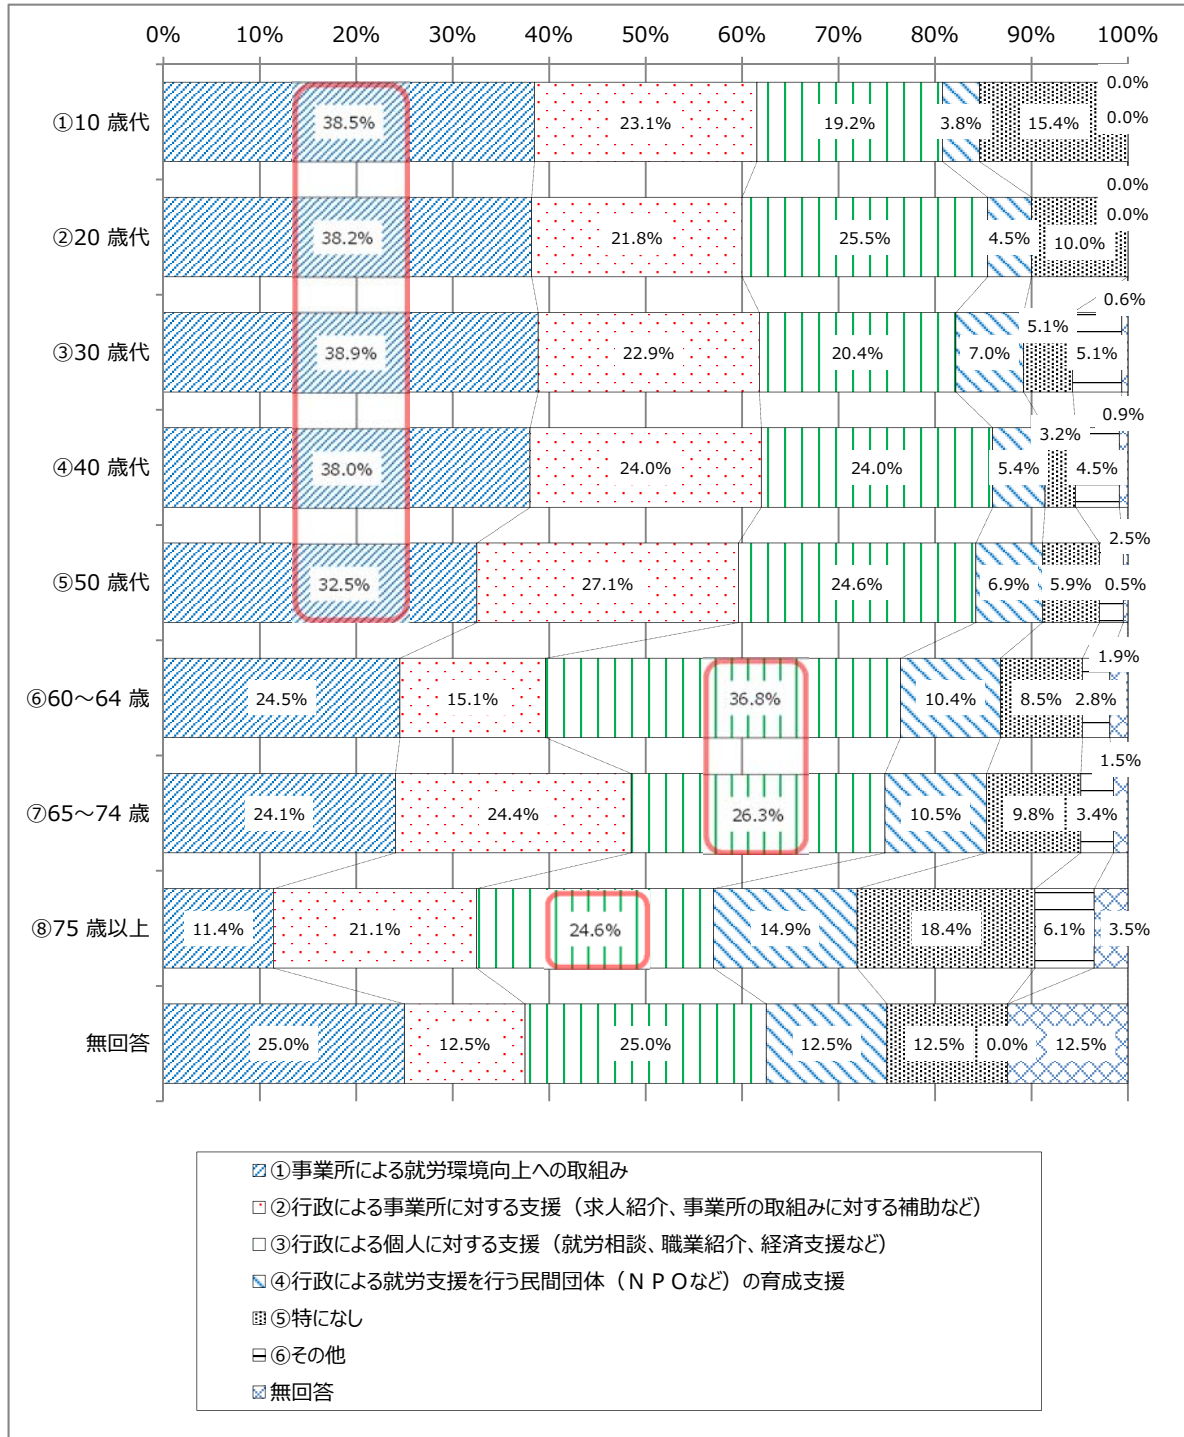 0% 10% 20% 30% 40% 50% 60% 70% 80% 90% 100%
0.0%
①10 歳代 38.5% 23.1% 19.2% 3.8% 15.4% 0.0%
0.0%
②20 歳代 38.2% 21.8% 25.5% 4.5% 10.0% 0.0%
0.6%
5.1%
③30 歳代 38.9% 22.9% 20.4% 7.0% 5.1%
0.9%
3.2%
④40 歳代 38.0% 24.0% 24.0% 5.4% 4.5%
2.5%
⑤50 歳代 32.5% 27.1% 24.6% 6.9% 5.9% 0.5%
1.9%
⑥60～64 歳 24.5% 15.1% 36.8% 10.4% 8.5% 2.8%
1.5%
⑦65～74 歳 24.1% 24.4% 26.3% 10.5% 9.8% 3.4%
⑧75 歳以上 11.4% 21.1% 24.6% 14.9% 18.4% 6.1% 3.5%
無回答 25.0% 12.5% 25.0% 12.5% 12.5% 0.0% 12.5%
①事業所による就労環境向上への取組み
②行政による事業所に対する支援（求人紹介、事業所の取組みに対する補助など）
③行政による個人に対する支援（就労相談、職業紹介、経済支援など）
④行政による就労支援を行う民間団体（ＮＰＯなど）の育成支援
⑤特になし
⑥その他
無回答